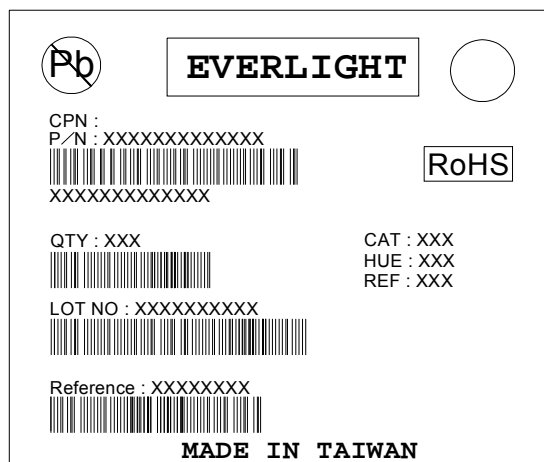 Pb
EVERLIGHT
CPN :
P/N : XXXXXXXXXXXXX
RoHS
XXXXXXXXXXXXX
QTY : XXX
CAT : XXX
HUE : XXX
REF : XXX
LOT NO : XXXXXXXXXX
Reference : XXXXXXXX
MADE IN TAIWAN